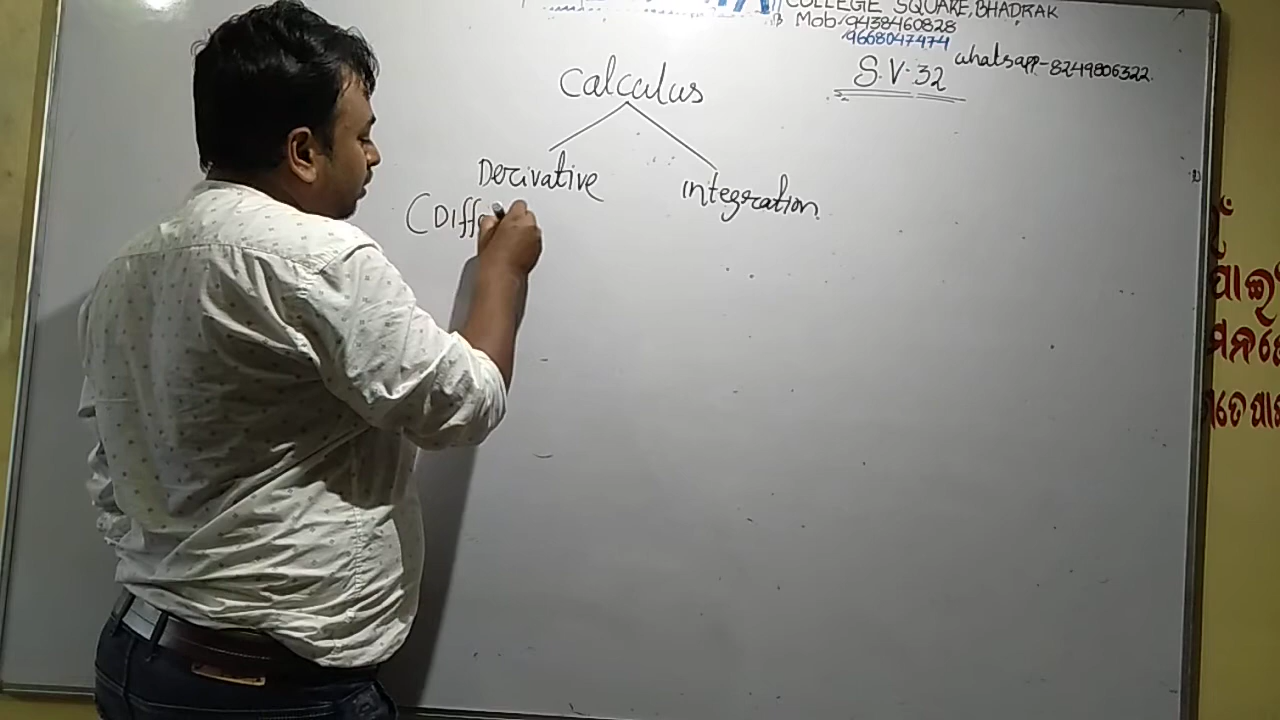 COLLEGE SQUARE, BHADRAK
Mob: 9438460828
9668047474
whatsapp-8249806322
S.V.32
Calculus
Derivative
integration
(Diffe